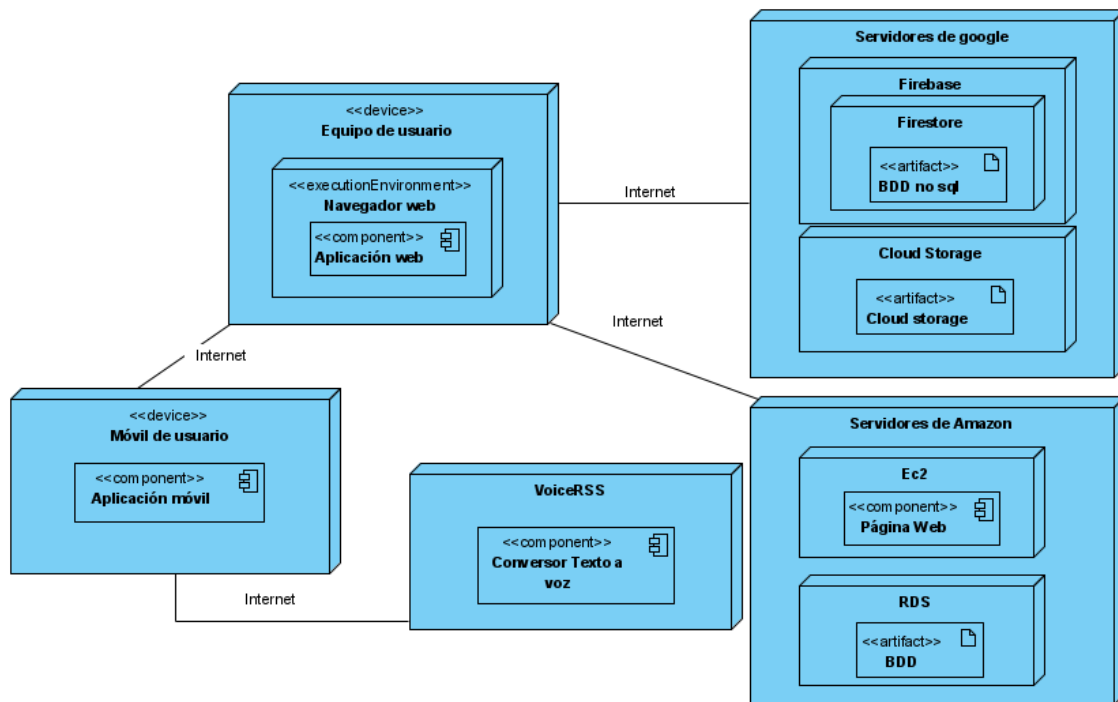 Servidores de google
Firebase
Firestore
<<artifact>>
BDD no sql
Cloud Storage
<<artifact>>
Cloud storage
<<device>>
Equipo de usuario
<<executionEnvironment>>
Navegador web
<<component>>
Aplicación web
Internet
Internet
Internet
<<device>>
Móvil de usuario
<<component>>
Aplicación móvil
Internet
VoiceRSS
<<component>>
Conversor Texto a
voz
Servidores de Amazon
Ec2
<<component>>
Página Web
RDS
<<artifact>>
BDD